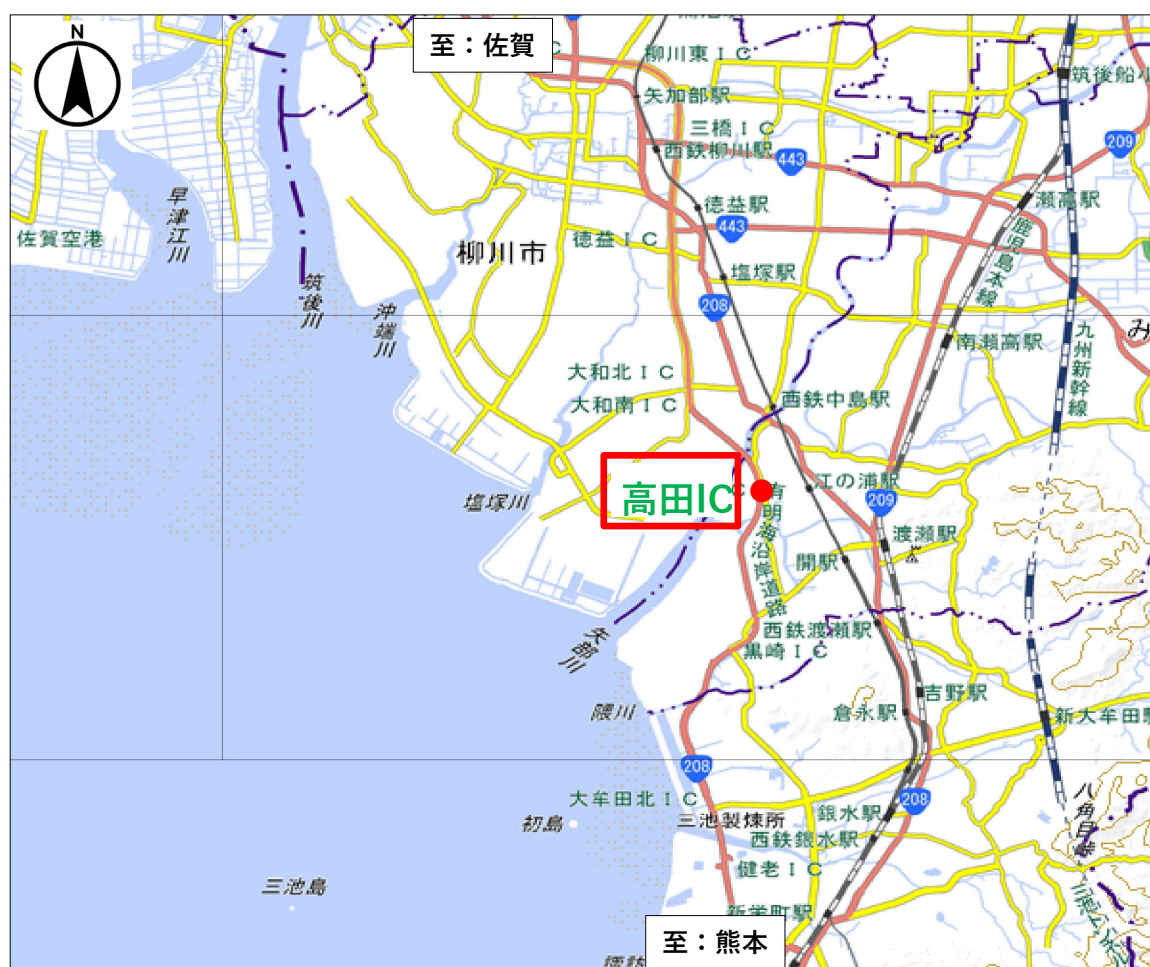 N
至：佐賀
柳川東ＩＣ
矢加部駅
筑後船小
三橋ＩＣ
西鉄柳川駅
443
209
早津江川
徳益駅
瀬高駅
443
佐賀空港
徳益ＩＣ
柳川市
鹿児島本線
塩塚駅
筑後川
208
沖端川
み
南瀬高駅
九州新幹線
大和北ＩＣ
大和南ＩＣ
西鉄中島駅
高田IC
江の浦駅
塩塚川
209
有明海沿岸道路
渡瀬駅
開駅
西鉄渡瀬駅
矢部川
黒崎ＩＣ
吉野駅
隈川
倉永駅
新大牟田駅
208
大牟田北ＩＣ
208
八角目峠
初島
三池製煉所
銀水駅
西鉄銀水駅
健老ＩＣ
三池島
新栄町駅
至：熊本